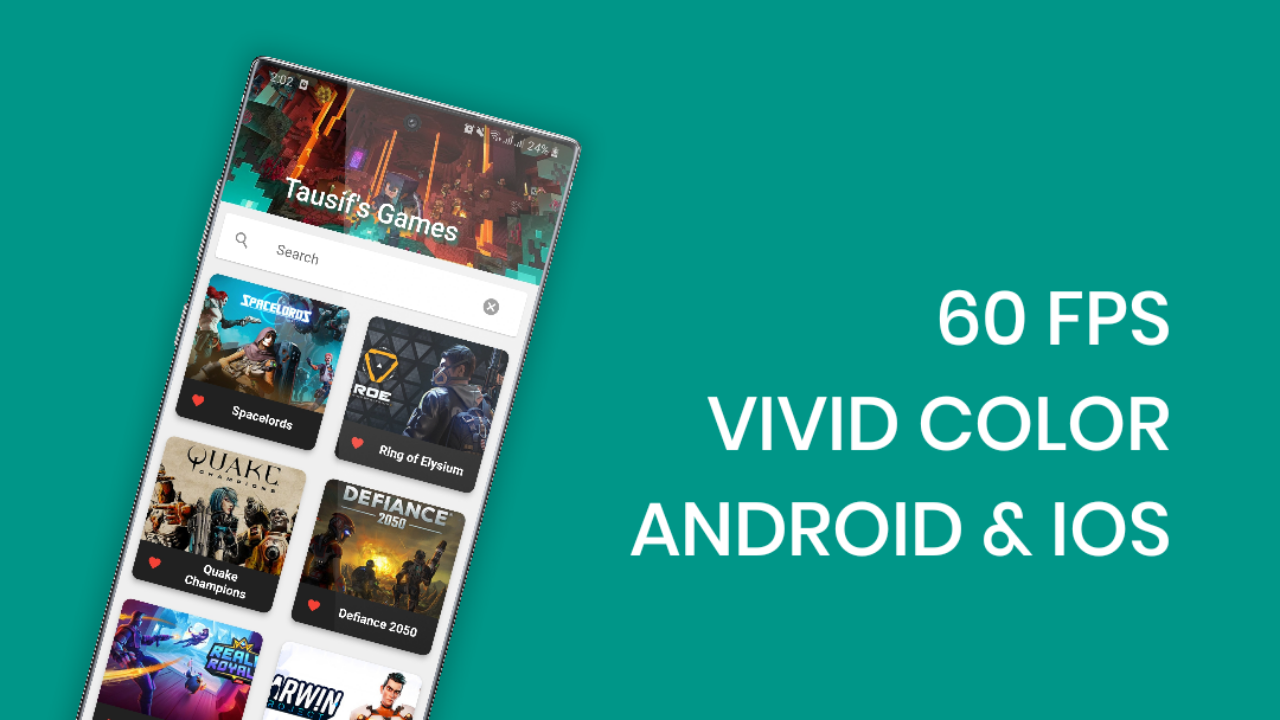 2:02
24%
Tausif's Games
Search
SPACELORDS
Spacelords
ROE
Ring of Elysium
QUAKE
CHAMPIONS
Quake
Champions
DEFIANCE
2050
Defiance 2050
REALM
ROYALE
ARWIN
PROJECT
60 FPS
VIVID COLOR
ANDROID & IOS